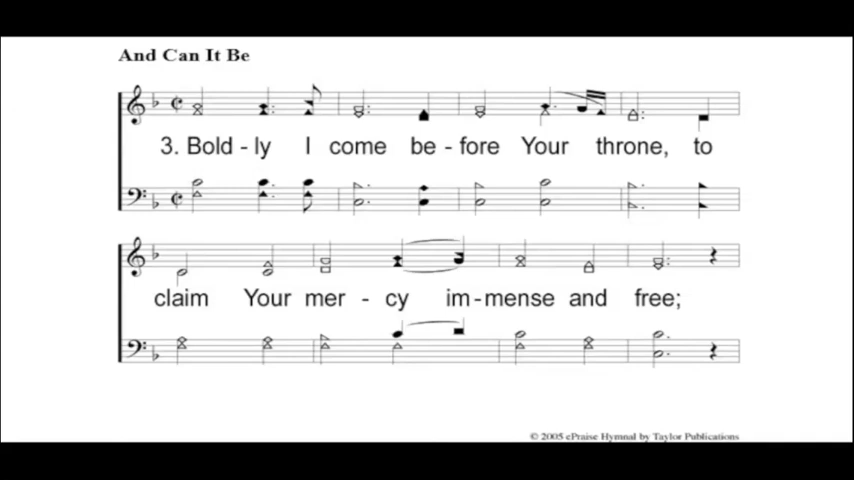 And Can It Be
3. Bold - ly I come be - fore Your throne, to
claim Your mer - cy im - mense and free;
© 2005 ePraise Hymnal by Taylor Publications